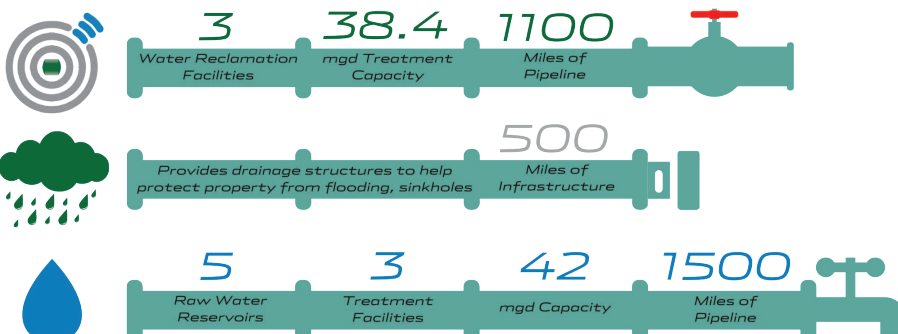 3
38.4
1100
Water Reclamation
Facilities
mgd Treatment
Capacity
Miles of
Pipeline
500
Provides drainage structures to help
protect property from flooding, sinkholes
Miles of
Infrastructure
5
3
42
1500
Raw Water
Reservoirs
Treatment
Facilities
mgd Capacity
Miles of
Pipeline